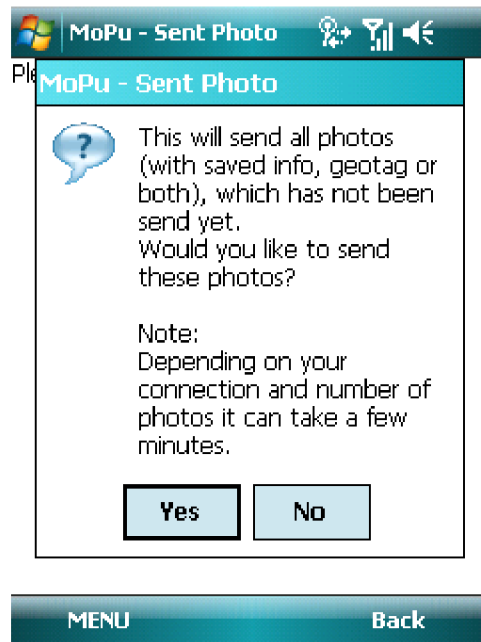 MoPu - Sent Photo
Ple
MoPu - Sent Photo
?
This will send all photos
(with saved info, geotag or
both), which has not been
send yet.
Would you like to send
these photos?
Note:
Depending on your
connection and number of
photos it can take a few
minutes.
Yes No
MENU Back